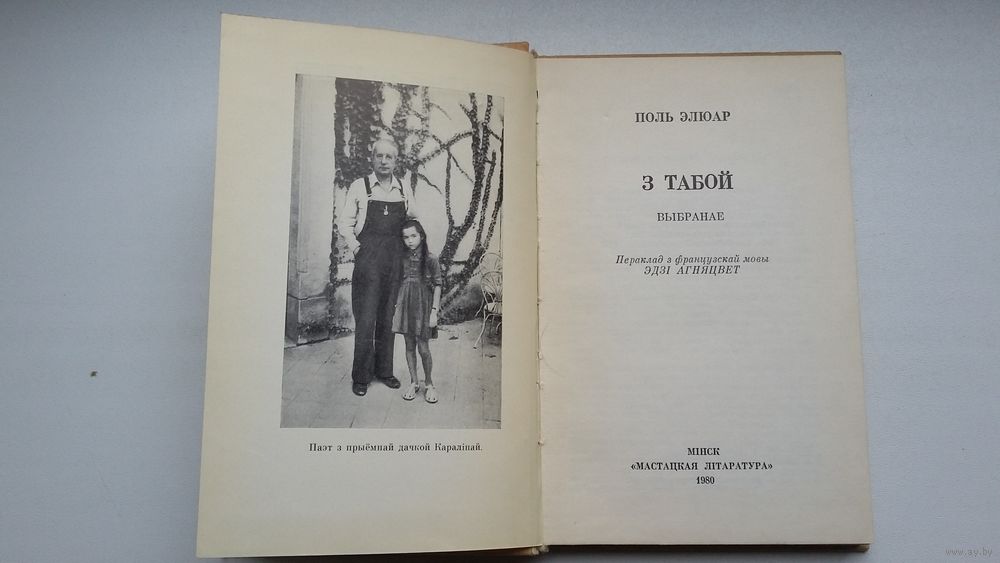 Паэт з прыёмнай дачкой Каралінай.
ПОЛЬ ЭЛЮАР
З ТАБОЙ
ВЫБРАНАЕ
Пераклад з французскай мовы
ЭДЗІ АГНЯЦВЕТ
МІНСК
«МАСТАЦКАЯ ЛІТАРАТУРА»
1980
www.ay.by